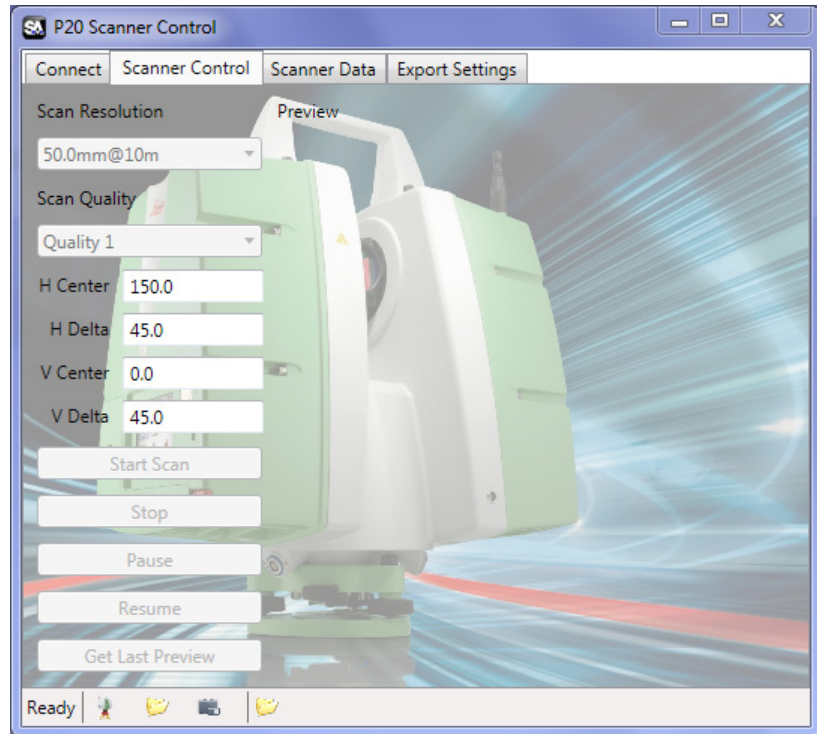 SA P20 Scanner Control
Connect Scanner Control Scanner Data Export Settings
Scan Resolution Preview
50.0mm@10m
Scan Quality
Quality 1
H Center 150.0
H Delta 45.0
V Center 0.0
V Delta 45.0
Start Scan
Stop
Pause
Resume
Get Last Preview
Ready